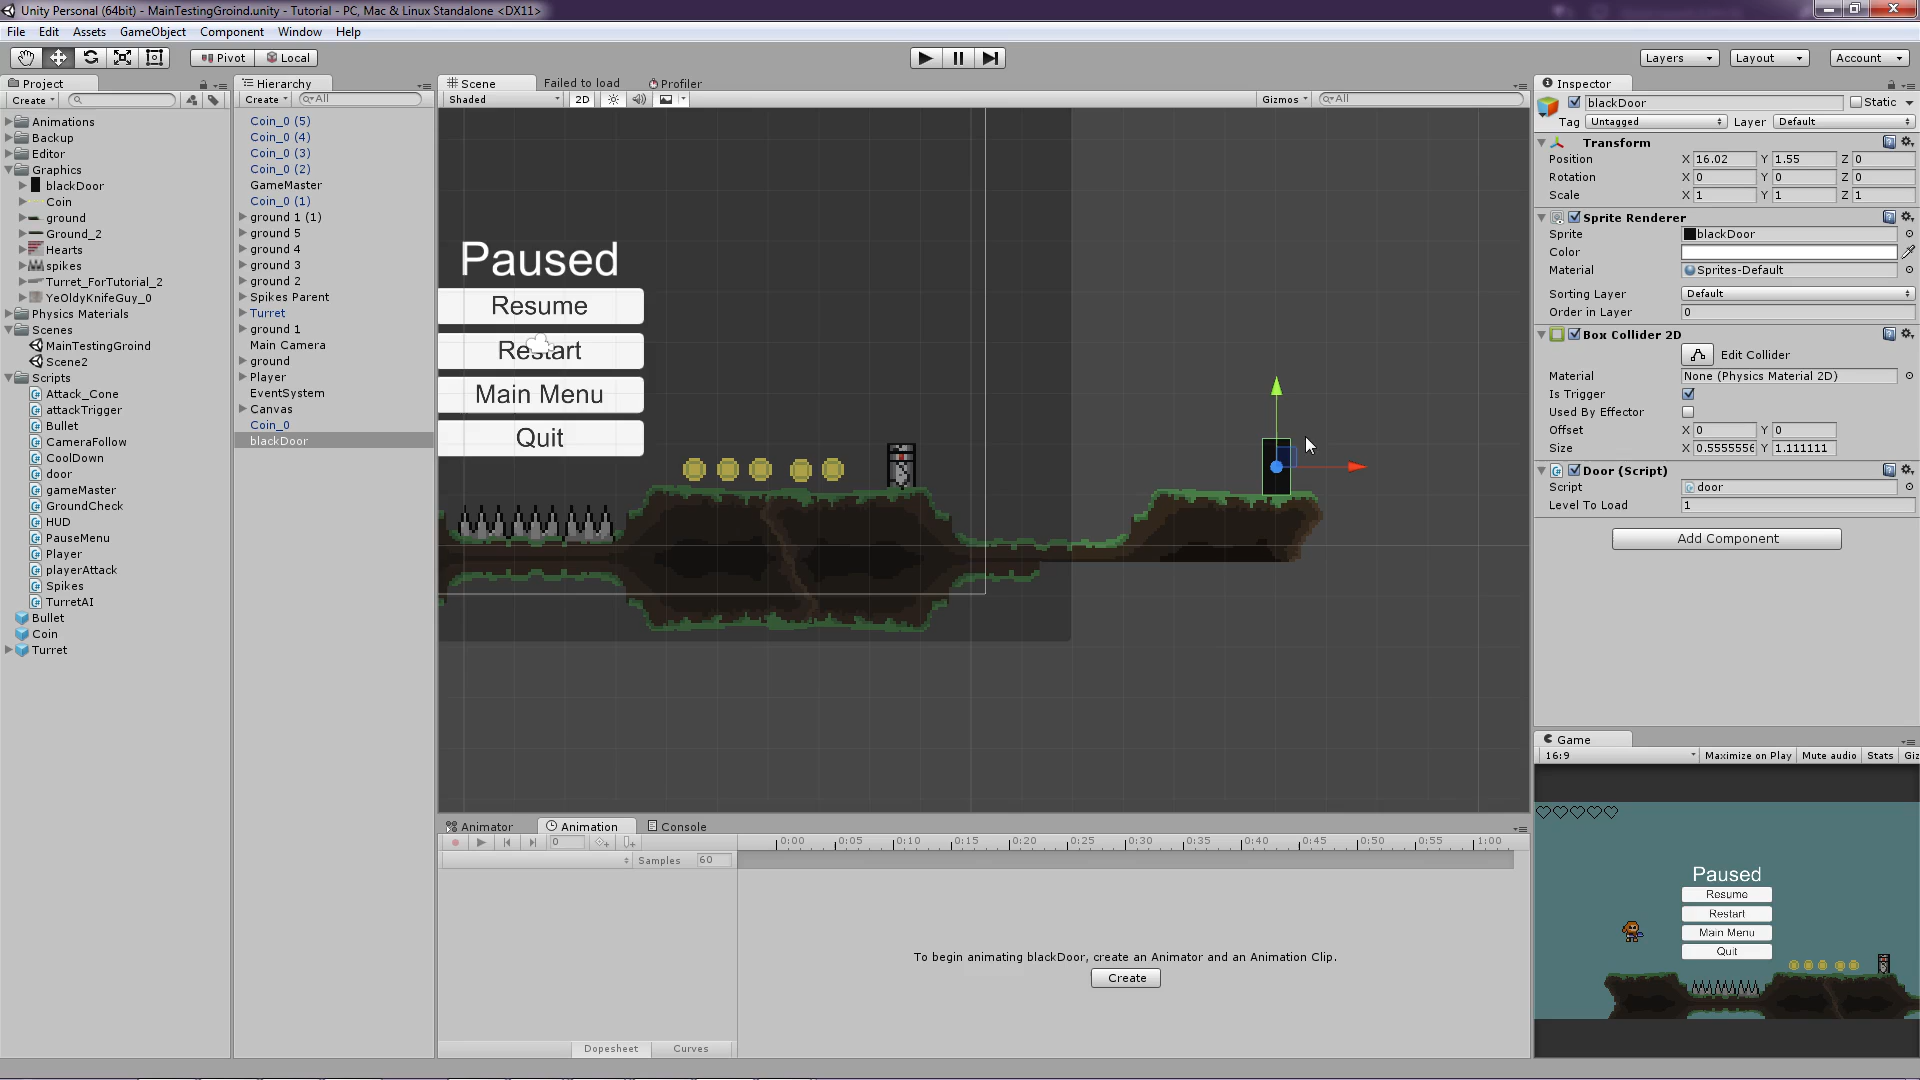 Unity Personal (64bit) - MainTestingGroind.unity - Tutorial - PC, Mac & Linux Standalone <DX11>
File Edit Assets GameObject Component Window Help
Pivot Local Layers Layout Account
Project
Create
Animations
Backup
Editor
Graphics
blackDoor
Coin
ground
Ground_2
Hearts
spikes
Turret_ForTutorial_2
YeOldyKnifeGuy_0
Physics Materials
Scenes
MainTestingGroind
Scene2
Scripts
Attack_Cone
attackTrigger
Bullet
CameraFollow
CoolDown
door
gameMaster
GroundCheck
HUD
PauseMenu
Player
playerAttack
Spikes
TurretAI
Bullet
Coin
Turret
Hierarchy
Create All
Coin_0 (5)
Coin_0 (4)
Coin_0 (3)
Coin_0 (2)
GameMaster
Coin_0 (1)
ground 1 (1)
ground 5
ground 4
ground 3
ground 2
Spikes Parent
Turret
ground 1
Main Camera
ground
Player
EventSystem
Canvas
Coin_0
blackDoor
Scene Failed to load Profiler
Shaded 2D Gizmos All
Paused
Resume
Restart
Main Menu
Quit
Animator Animation Console
0 0:00 0:05 0:10 0:15 0:20 0:25 0:30 0:35 0:40 0:45 0:50 0:55 1:00
Samples 60
To begin animating blackDoor, create an Animator and an Animation Clip.
Create
Dopesheet Curves
Inspector
blackDoor Static
Tag Untagged Layer Default
Transform
Position X 16.02 Y 1.55 Z 0
Rotation X 0 Y 0 Z 0
Scale X 1 Y 1 Z 1
Sprite Renderer
Sprite blackDoor
Color
Material Sprites-Default
Sorting Layer Default
Order in Layer 0
Box Collider 2D
Edit Collider
Material None (Physics Material 2D)
Is Trigger
Used By Effector
Offset X 0 Y 0
Size X 0.5555556 Y 1.111111
Door (Script)
Script door
Level To Load 1
Add Component
Game
16:9 Maximize on Play Mute audio Stats Giz
Paused
Resume
Restart
Main Menu
Quit